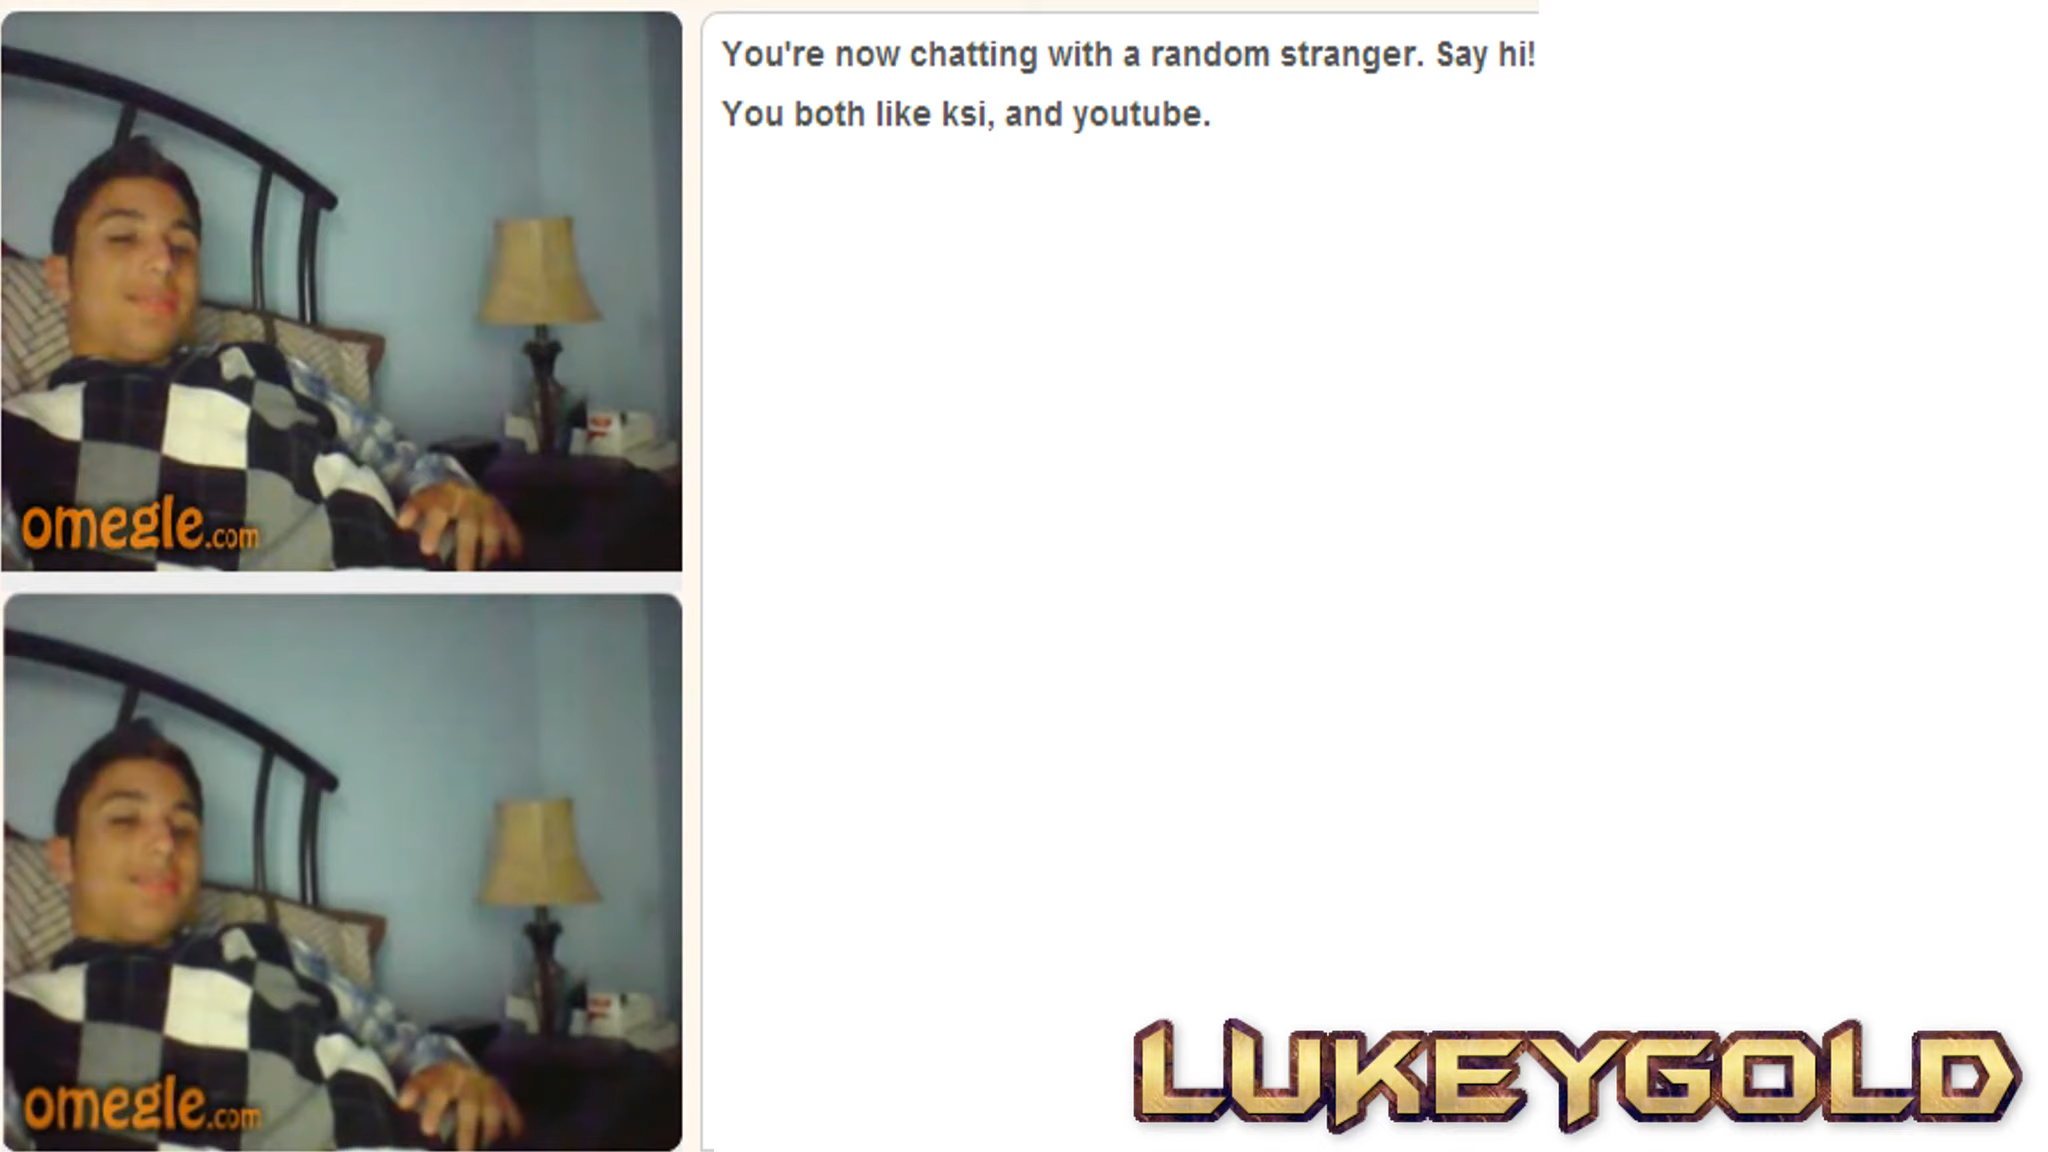 You're now chatting with a random stranger. Say hi!
You both like ksi, and youtube.
omegle.com
omegle.com
LUKEYGOLD